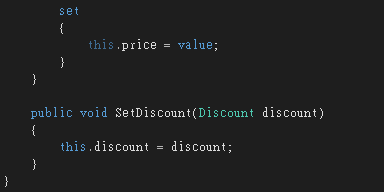 set
{
this.price = value;
}
}
public void SetDiscount(Discount discount)
{
this.discount = discount;
}
}